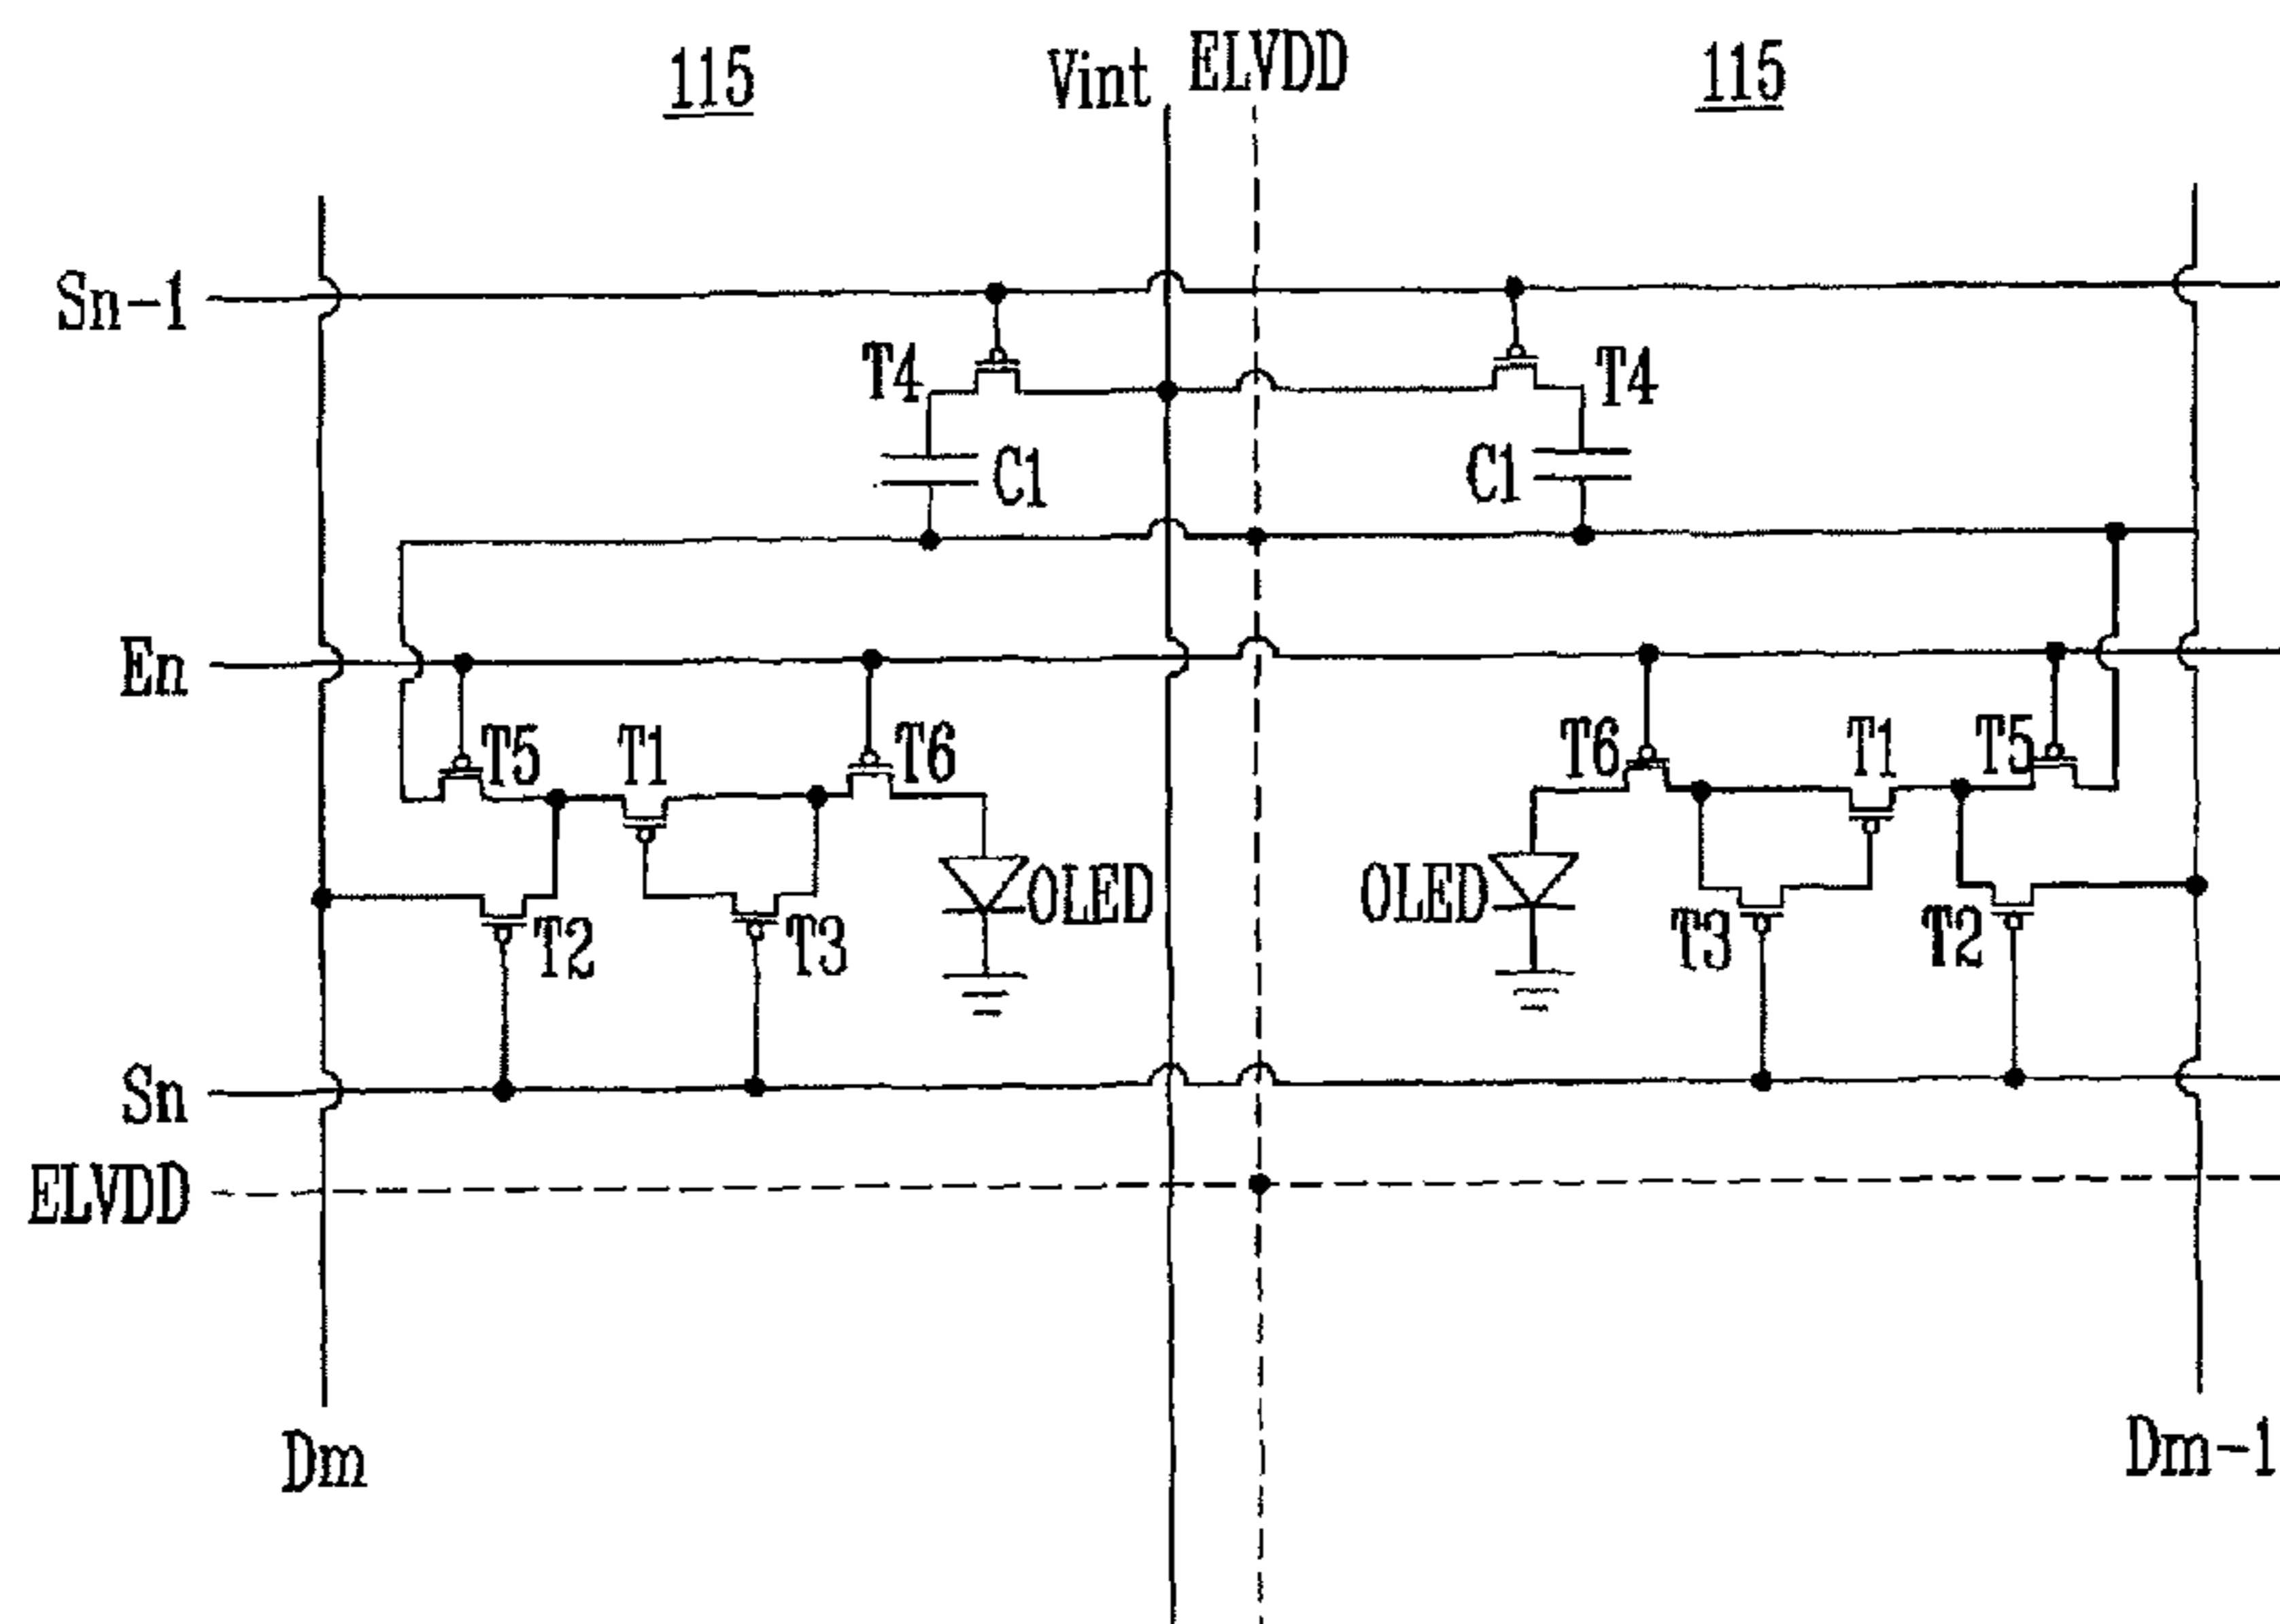 115
Vint
ELVDD
115
Sn-1
T4
T4
C1
C1
En
T5
T1
T6
T6
T1
T5
OLED
OLED
T2
T3
T3
T2
Sn
ELVDD
Dm
Dm-1